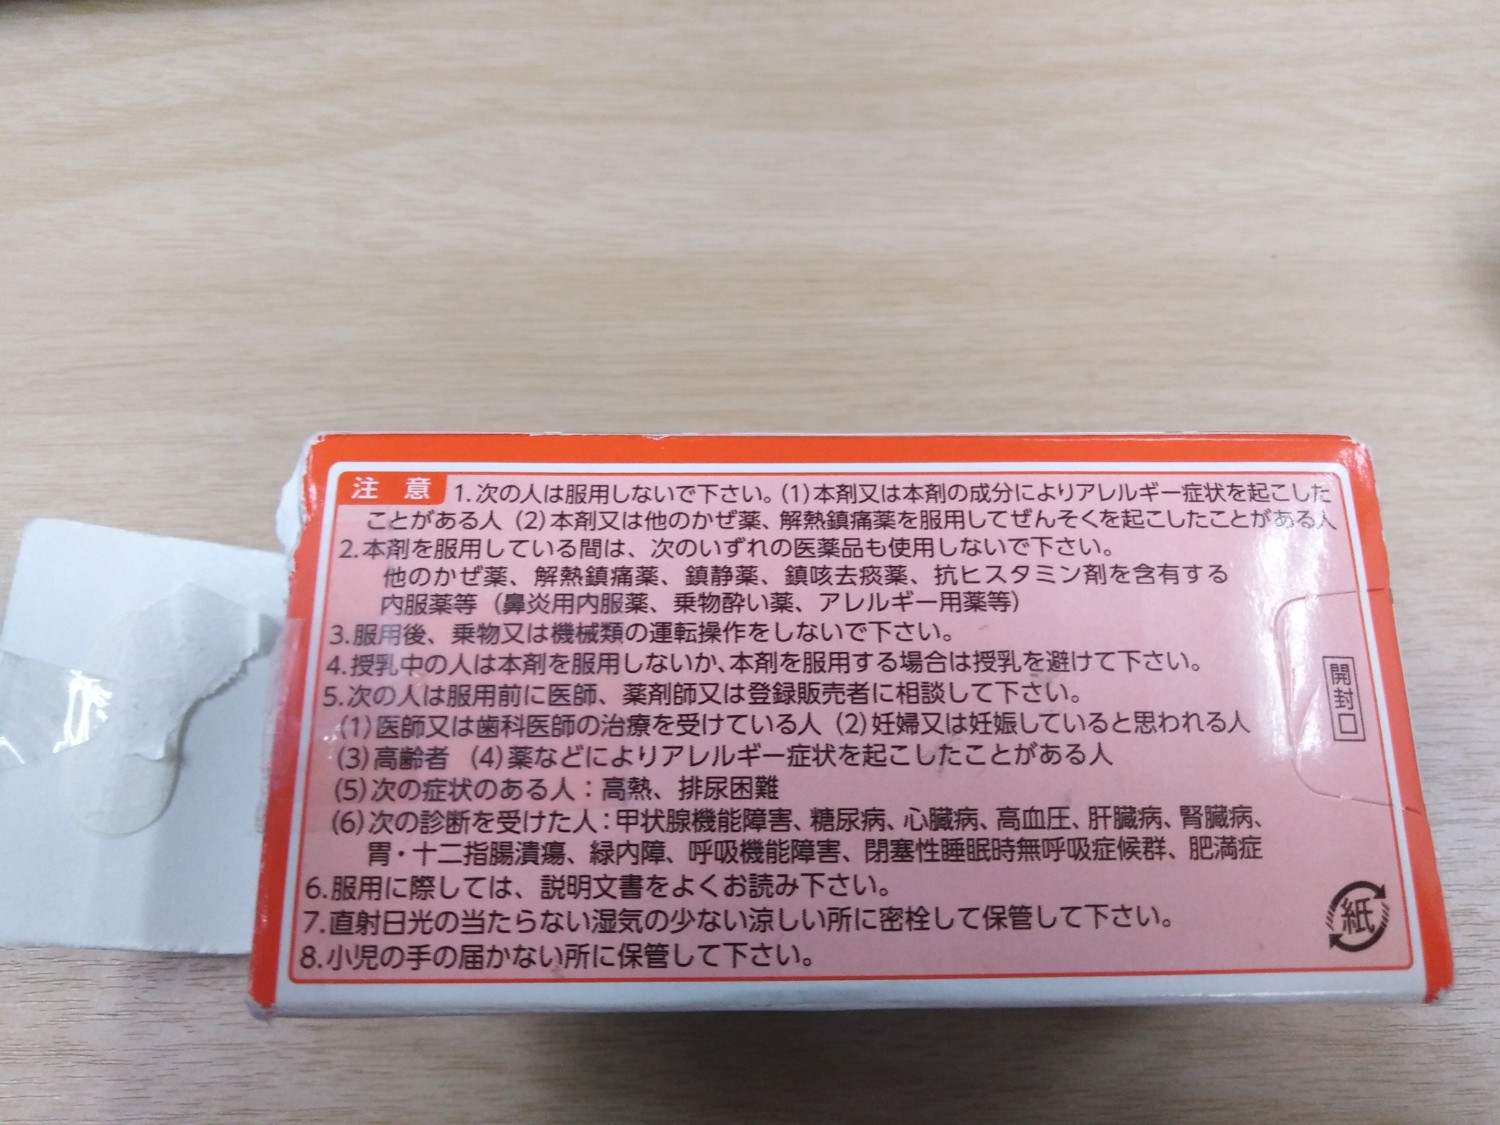 注意 1.次の人は服用しないで下さい。(1)本剤又は本剤の成分によりアレルギー症状を起こした
ことがある人 (2)本剤又は他のかぜ薬、解熱鎮痛薬を服用してぜんそくを起こしたことがある人
2.本剤を服用している間は、次のいずれの医薬品も使用しないで下さい。
他のかぜ薬、解熱鎮痛薬、鎮静薬、鎮咳去痰薬、抗ヒスタミン剤を含有する
内服薬等（鼻炎用内服薬、乗物酔い薬、アレルギー用薬等）
3.服用後、乗物又は機械類の運転操作をしないで下さい。
4.授乳中の人は本剤を服用しないか、本剤を服用する場合は授乳を避けて下さい。
5.次の人は服用前に医師、薬剤師又は登録販売者に相談して下さい。
(1)医師又は歯科医師の治療を受けている人 (2)妊婦又は妊娠していると思われる人
(3)高齢者 (4)薬などによりアレルギー症状を起こしたことがある人
(5)次の症状のある人：高熱、排尿困難
(6)次の診断を受けた人：甲状腺機能障害、糖尿病、心臓病、高血圧、肝臓病、腎臓病、
胃・十二指腸潰瘍、緑内障、呼吸機能障害、閉塞性睡眠時無呼吸症候群、肥満症
6.服用に際しては、説明文書をよくお読み下さい。
7.直射日光の当たらない湿気の少ない涼しい所に密栓して保管して下さい。
8.小児の手の届かない所に保管して下さい。
開封口
紙